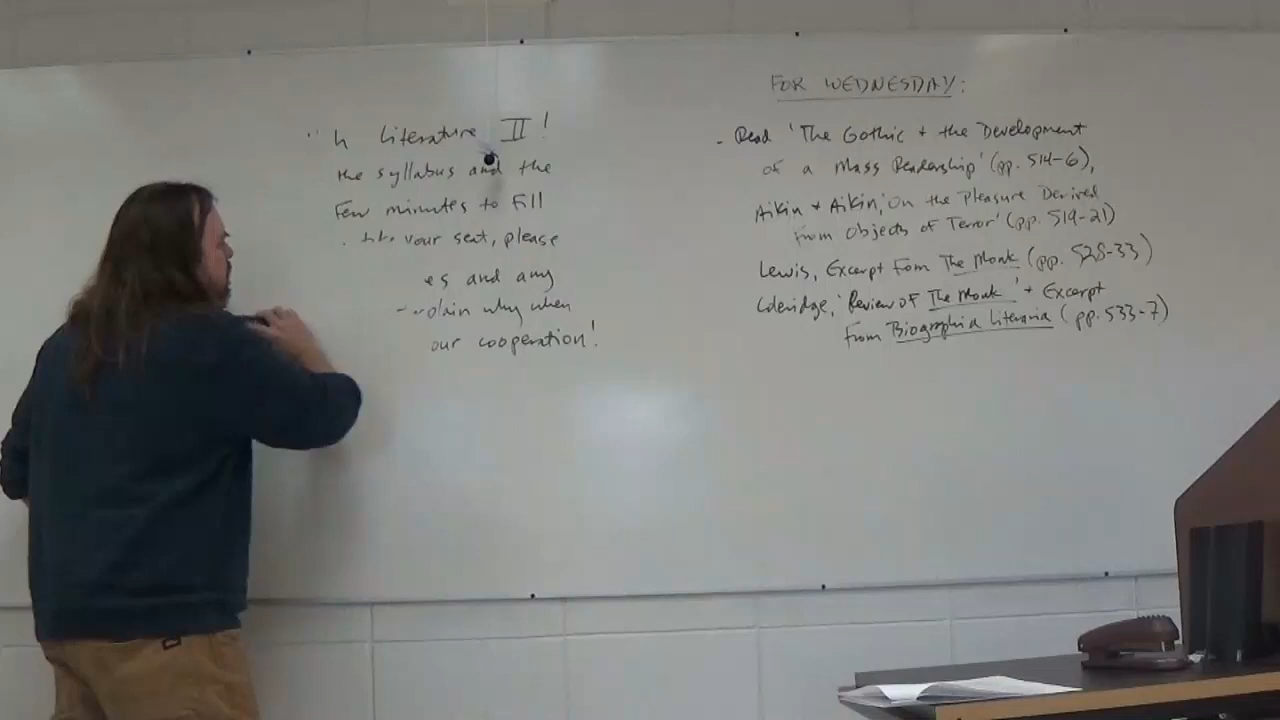 Literature II!
the syllabus and the
Few minutes to fill
your seat, please
and any
why when
our cooperation!
FOR WEDNESDAY:
- Read 'The Gothic + the Development
of a Mass Readership' (pp. 514-6),
Aikin + Aikin, 'On the Pleasure Derived
from Objects of Terror' (pp. 519-21)
Lewis, Excerpt from The Monk (pp. 528-33)
Coleridge, 'Review of The Monk' + Excerpt
from Biographia Literaria (pp. 533-7)